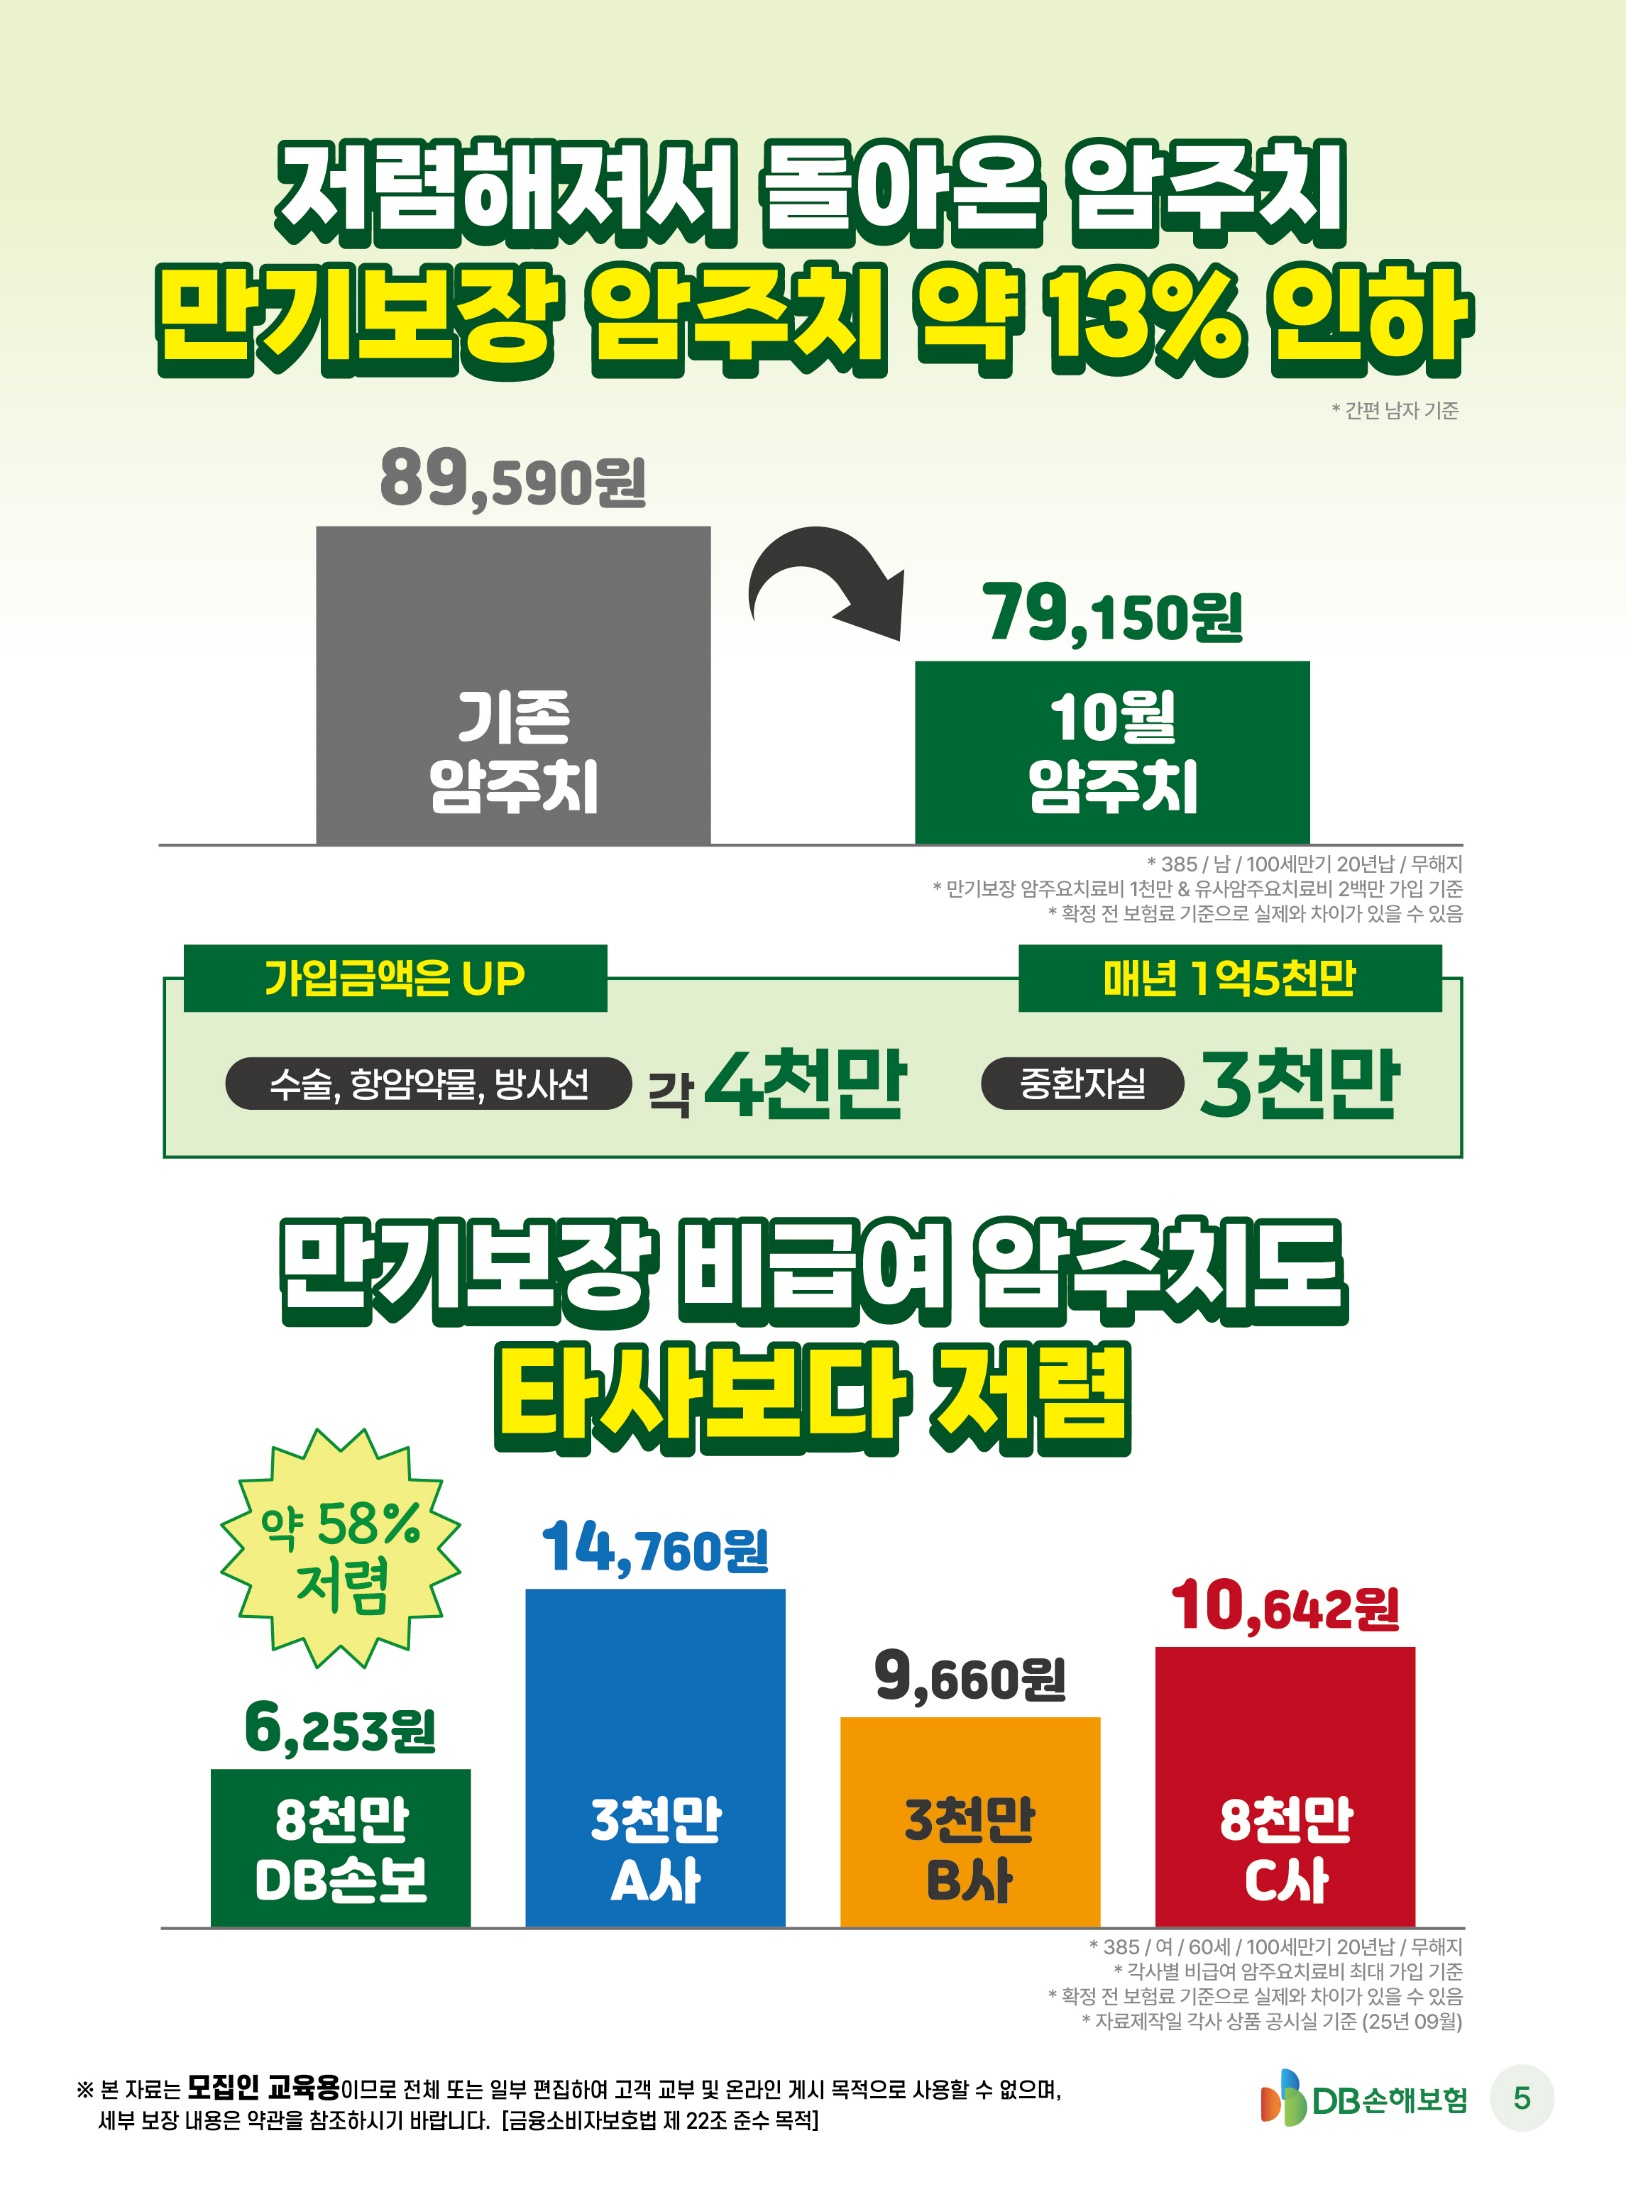 저렴해져서 돌아온 암주치
만기보장 암주치 약 13% 인하
* 간편 남자 기준
89,590원
79,150원
기존
암주치
10월
암주치
* 385 / 남 / 100세만기 20년납 / 무해지
* 만기보장 암주요치료비 1천만 & 유사암주요치료비 2백만 가입 기준
* 확정 전 보험료 기준으로 실제와 차이가 있을 수 있음
가입금액은 UP
매년 1억5천만
수술, 항암약물, 방사선 각 4천만
중환자실 3천만
만기보장 비급여 암주치도
타사보다 저렴
약 58%
저렴
6,253원
8천만
DB손보
14,760원
3천만
A사
9,660원
3천만
B사
10,642원
8천만
C사
* 385 / 여 / 60세 / 100세만기 20년납 / 무해지
* 각사별 비급여 암주요치료비 최대 가입 기준
* 확정 전 보험료 기준으로 실제와 차이가 있을 수 있음
* 자료제작일 각사 상품 공시실 기준 (25년 09월)
※ 본 자료는 모집인 교육용이므로 전체 또는 일부 편집하여 고객 교부 및 온라인 게시 목적으로 사용할 수 없으며,
세부 보장 내용은 약관을 참조하시기 바랍니다. [금융소비자보호법 제 22조 준수 목적]
DB손해보험
5